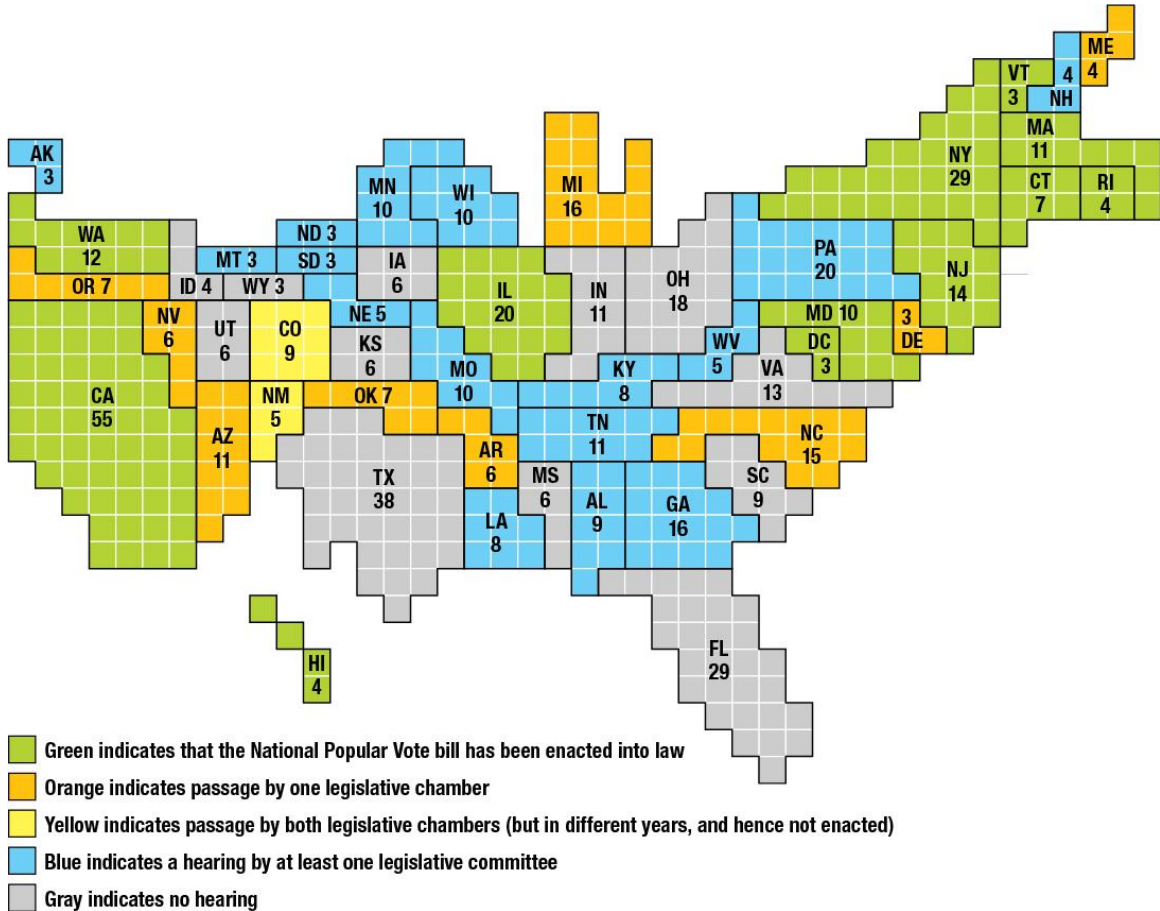 ME
4
VT
3
4
NH
MA
11
NY
29
CT
7
RI
4
AK
3
MN
10
WI
10
MI
16
WA
12
ND 3
MT 3
SD 3
IA
6
PA
20
NJ
14
OR 7
ID 4
WY 3
IL
20
IN
11
OH
18
NV
6
UT
6
CO
9
NE 5
KS
6
MD 10
DC
3
3
DE
WV
5
VA
13
MO
10
KY
8
CA
55
AZ
11
NM
5
OK 7
TN
11
NC
15
AR
6
TX
38
MS
6
AL
9
GA
16
SC
9
LA
8
FL
29
HI
4
Green indicates that the National Popular Vote bill has been enacted into law
Orange indicates passage by one legislative chamber
Yellow indicates passage by both legislative chambers (but in different years, and hence not enacted)
Blue indicates a hearing by at least one legislative committee
Gray indicates no hearing